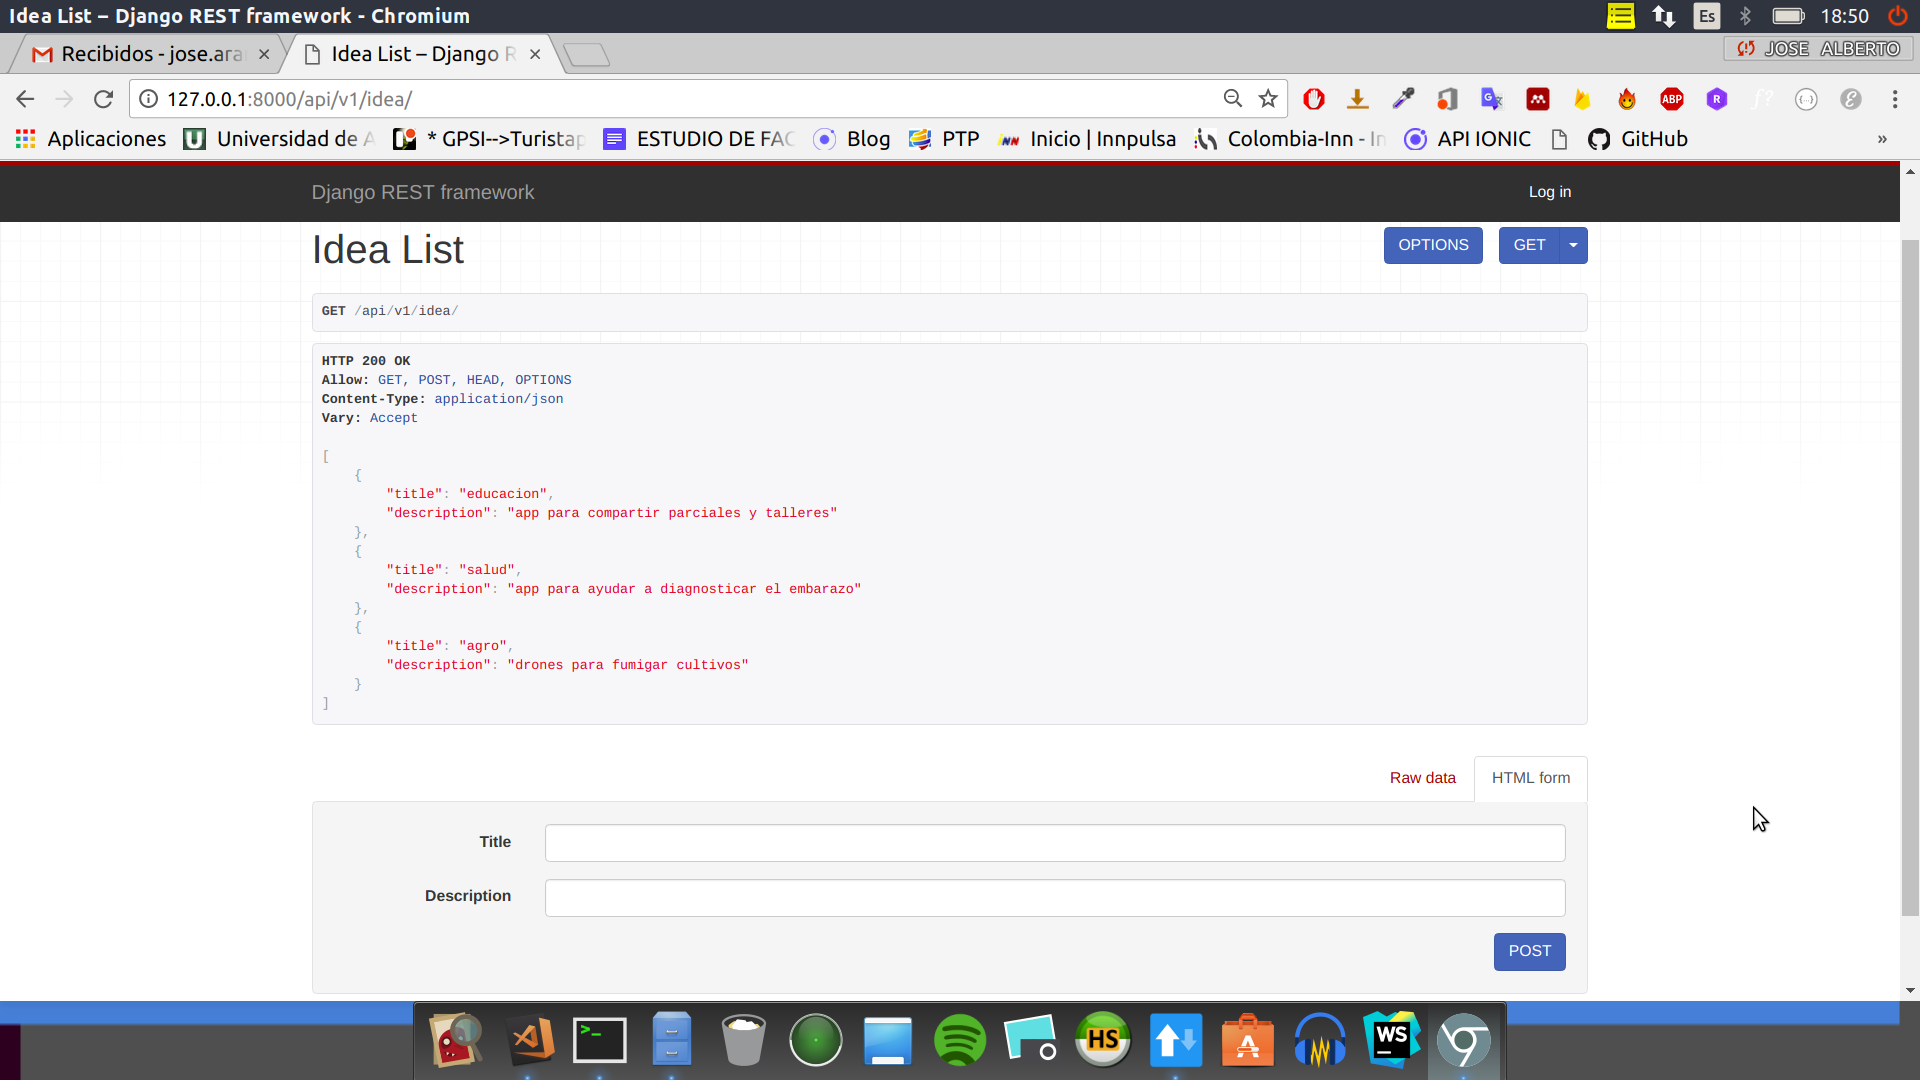 Idea List – Django REST framework - Chromium
Es
18:50
Recibidos - jose.ara
Idea List – Django R
JOSE ALBERTO
127.0.0.1:8000/api/v1/idea/
ABP
R
Aplicaciones
Universidad de A
* GPSI-->Turistap
ESTUDIO DE FAC
Blog
PTP
Inicio | Innpulsa
Colombia-Inn - In
API IONIC
GitHub
»
Django REST framework
Log in
Idea List
OPTIONS
GET
GET /api/v1/idea/
HTTP 200 OK
Allow: GET, POST, HEAD, OPTIONS
Content-Type: application/json
Vary: Accept
[
{
"title": "educacion",
"description": "app para compartir parciales y talleres"
},
{
"title": "salud",
"description": "app para ayudar a diagnosticar el embarazo"
},
{
"title": "agro",
"description": "drones para fumigar cultivos"
}
]
Raw data
HTML form
Title
Description
POST
>_
HS
WS